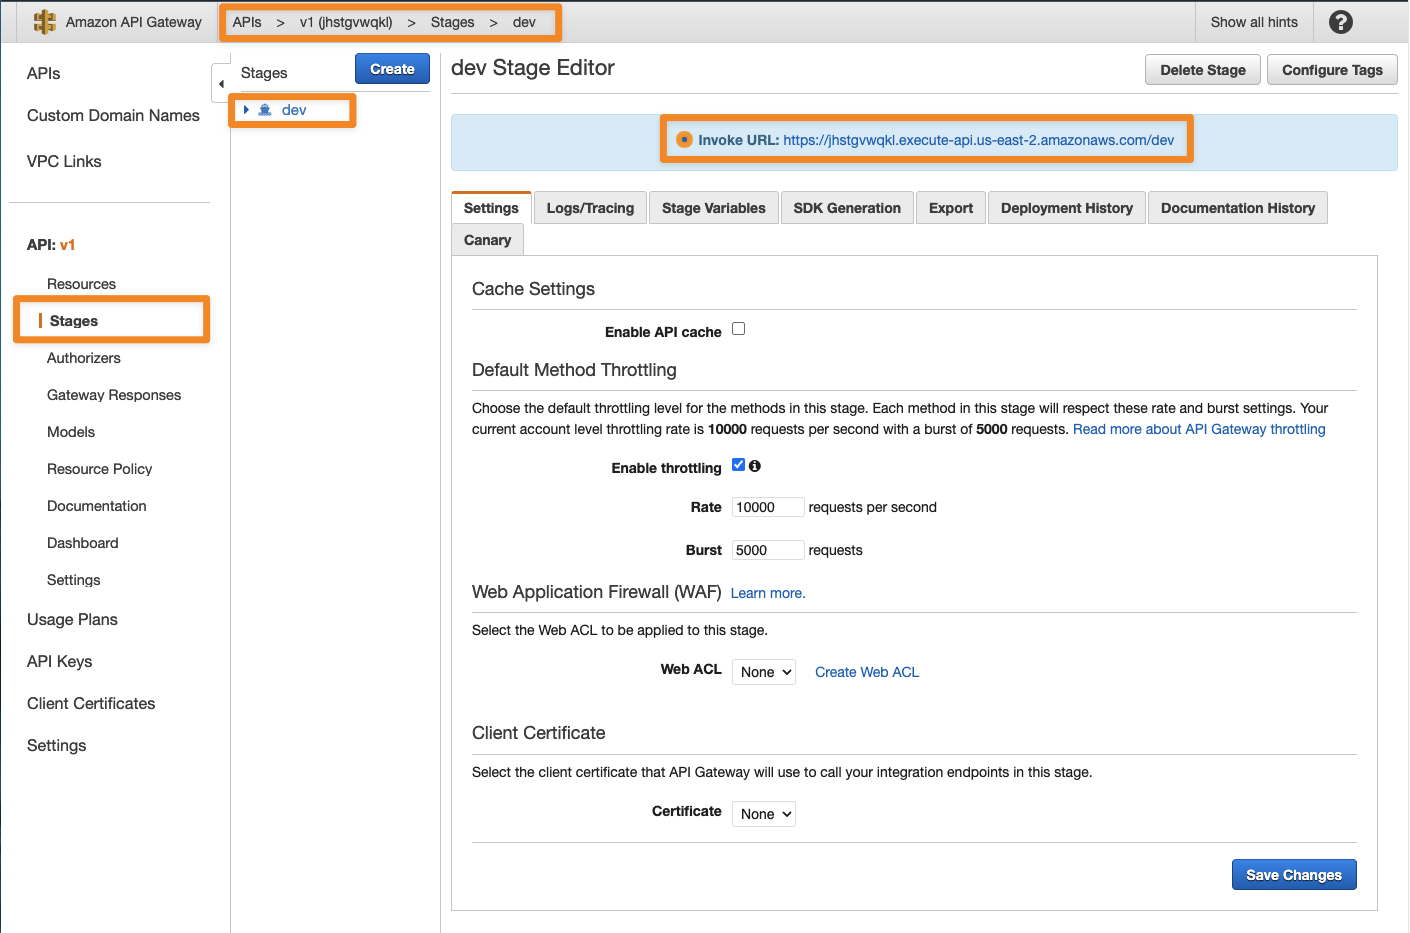 Amazon API Gateway
APIs > v1 (jhstgvwqkl) > Stages > dev
Show all hints
?
APIs
Custom Domain Names
VPC Links
API: v1
Resources
Stages
Authorizers
Gateway Responses
Models
Resource Policy
Documentation
Dashboard
Settings
Usage Plans
API Keys
Client Certificates
Settings
Stages
Create
dev
dev Stage Editor
Delete Stage
Configure Tags
Invoke URL: https://jhstgvwqkl.execute-api.us-east-2.amazonaws.com/dev
Settings
Logs/Tracing
Stage Variables
SDK Generation
Export
Deployment History
Documentation History
Canary
Cache Settings
Enable API cache
Default Method Throttling
Choose the default throttling level for the methods in this stage. Each method in this stage will respect these rate and burst settings. Your
current account level throttling rate is 10000 requests per second with a burst of 5000 requests. Read more about API Gateway throttling
Enable throttling
Rate 10000 requests per second
Burst 5000 requests
Web Application Firewall (WAF) Learn more.
Select the Web ACL to be applied to this stage.
Web ACL None Create Web ACL
Client Certificate
Select the client certificate that API Gateway will use to call your integration endpoints in this stage.
Certificate None
Save Changes